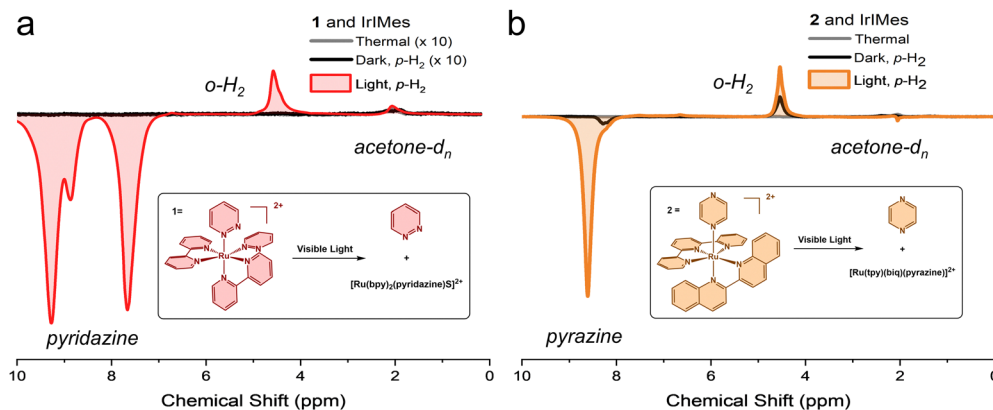 a
1 and IrIMes
Thermal (x 10)
Dark, p-H2 (x 10)
Light, p-H2
o-H2
acetone-dn
1=
2+
N
N
N
N
N
N
N
N
Ru
Visible Light
N
N
+
[Ru(bpy)2(pyridazine)S]2+
pyridazine
10
8
6
4
2
0
Chemical Shift (ppm)
b
2 and IrIMes
Thermal
Dark, p-H2
Light, p-H2
o-H2
acetone-dn
2 =
2+
N
N
N
N
N
N
N
Ru
Visible Light
N
N
+
[Ru(tpy)(biq)(pyrazine)]2+
pyrazine
10
8
6
4
2
0
Chemical Shift (ppm)